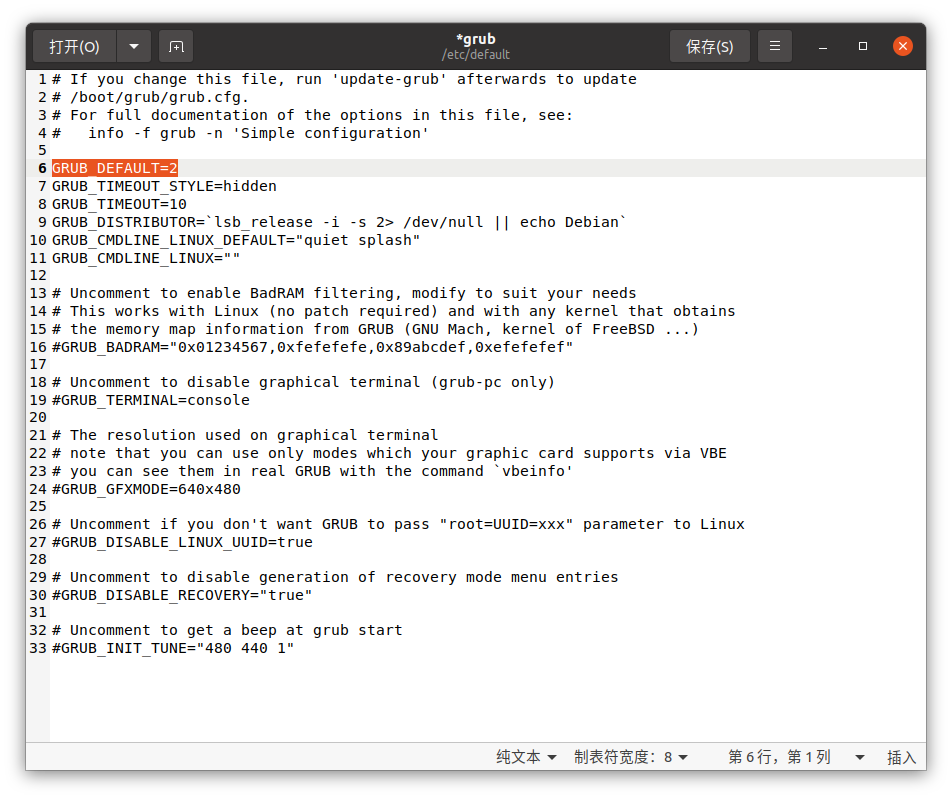 打开(O)
*grub
/etc/default
保存(S)
1 # If you change this file, run 'update-grub' afterwards to update
2 # /boot/grub/grub.cfg.
3 # For full documentation of the options in this file, see:
4 #   info -f grub -n 'Simple configuration'
5
6 GRUB_DEFAULT=2
7 GRUB_TIMEOUT_STYLE=hidden
8 GRUB_TIMEOUT=10
9 GRUB_DISTRIBUTOR=`lsb_release -i -s 2> /dev/null || echo Debian`
10 GRUB_CMDLINE_LINUX_DEFAULT="quiet splash"
11 GRUB_CMDLINE_LINUX=""
12
13 # Uncomment to enable BadRAM filtering, modify to suit your needs
14 # This works with Linux (no patch required) and with any kernel that obtains
15 # the memory map information from GRUB (GNU Mach, kernel of FreeBSD ...)
16 #GRUB_BADRAM="0x01234567,0xfefefefe,0x89abcdef,0xefefefef"
17
18 # Uncomment to disable graphical terminal (grub-pc only)
19 #GRUB_TERMINAL=console
20
21 # The resolution used on graphical terminal
22 # note that you can use only modes which your graphic card supports via VBE
23 # you can see them in real GRUB with the command `vbeinfo'
24 #GRUB_GFXMODE=640x480
25
26 # Uncomment if you don't want GRUB to pass "root=UUID=xxx" parameter to Linux
27 #GRUB_DISABLE_LINUX_UUID=true
28
29 # Uncomment to disable generation of recovery mode menu entries
30 #GRUB_DISABLE_RECOVERY="true"
31
32 # Uncomment to get a beep at grub start
33 #GRUB_INIT_TUNE="480 440 1"
纯文本 制表符宽度：8 第 6 行，第 1 列 插入